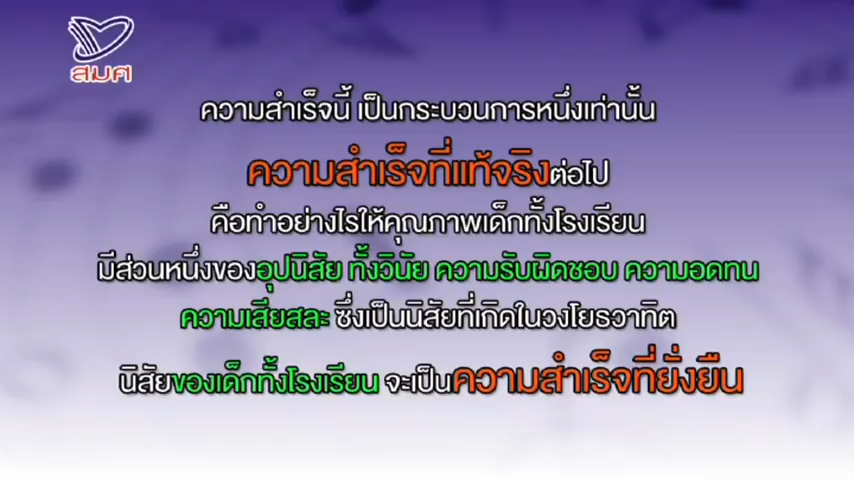 สมศ
ความสำเร็จนี้ เป็นกระบวนการหนึ่งเท่านั้น
ความสำเร็จที่แท้จริงต่อไป
คือทำอย่างไรให้คุณภาพเด็กทั้งโรงเรียน
มีส่วนหนึ่งของอุปนิสัย ทั้งวินัย ความรับผิดชอบ ความอดทน
ความเสียสละ ซึ่งเป็นนิสัยที่เกิดในวงโยธวาทิต
นิสัยของเด็กทั้งโรงเรียน จะเป็นความสำเร็จที่ยั่งยืน